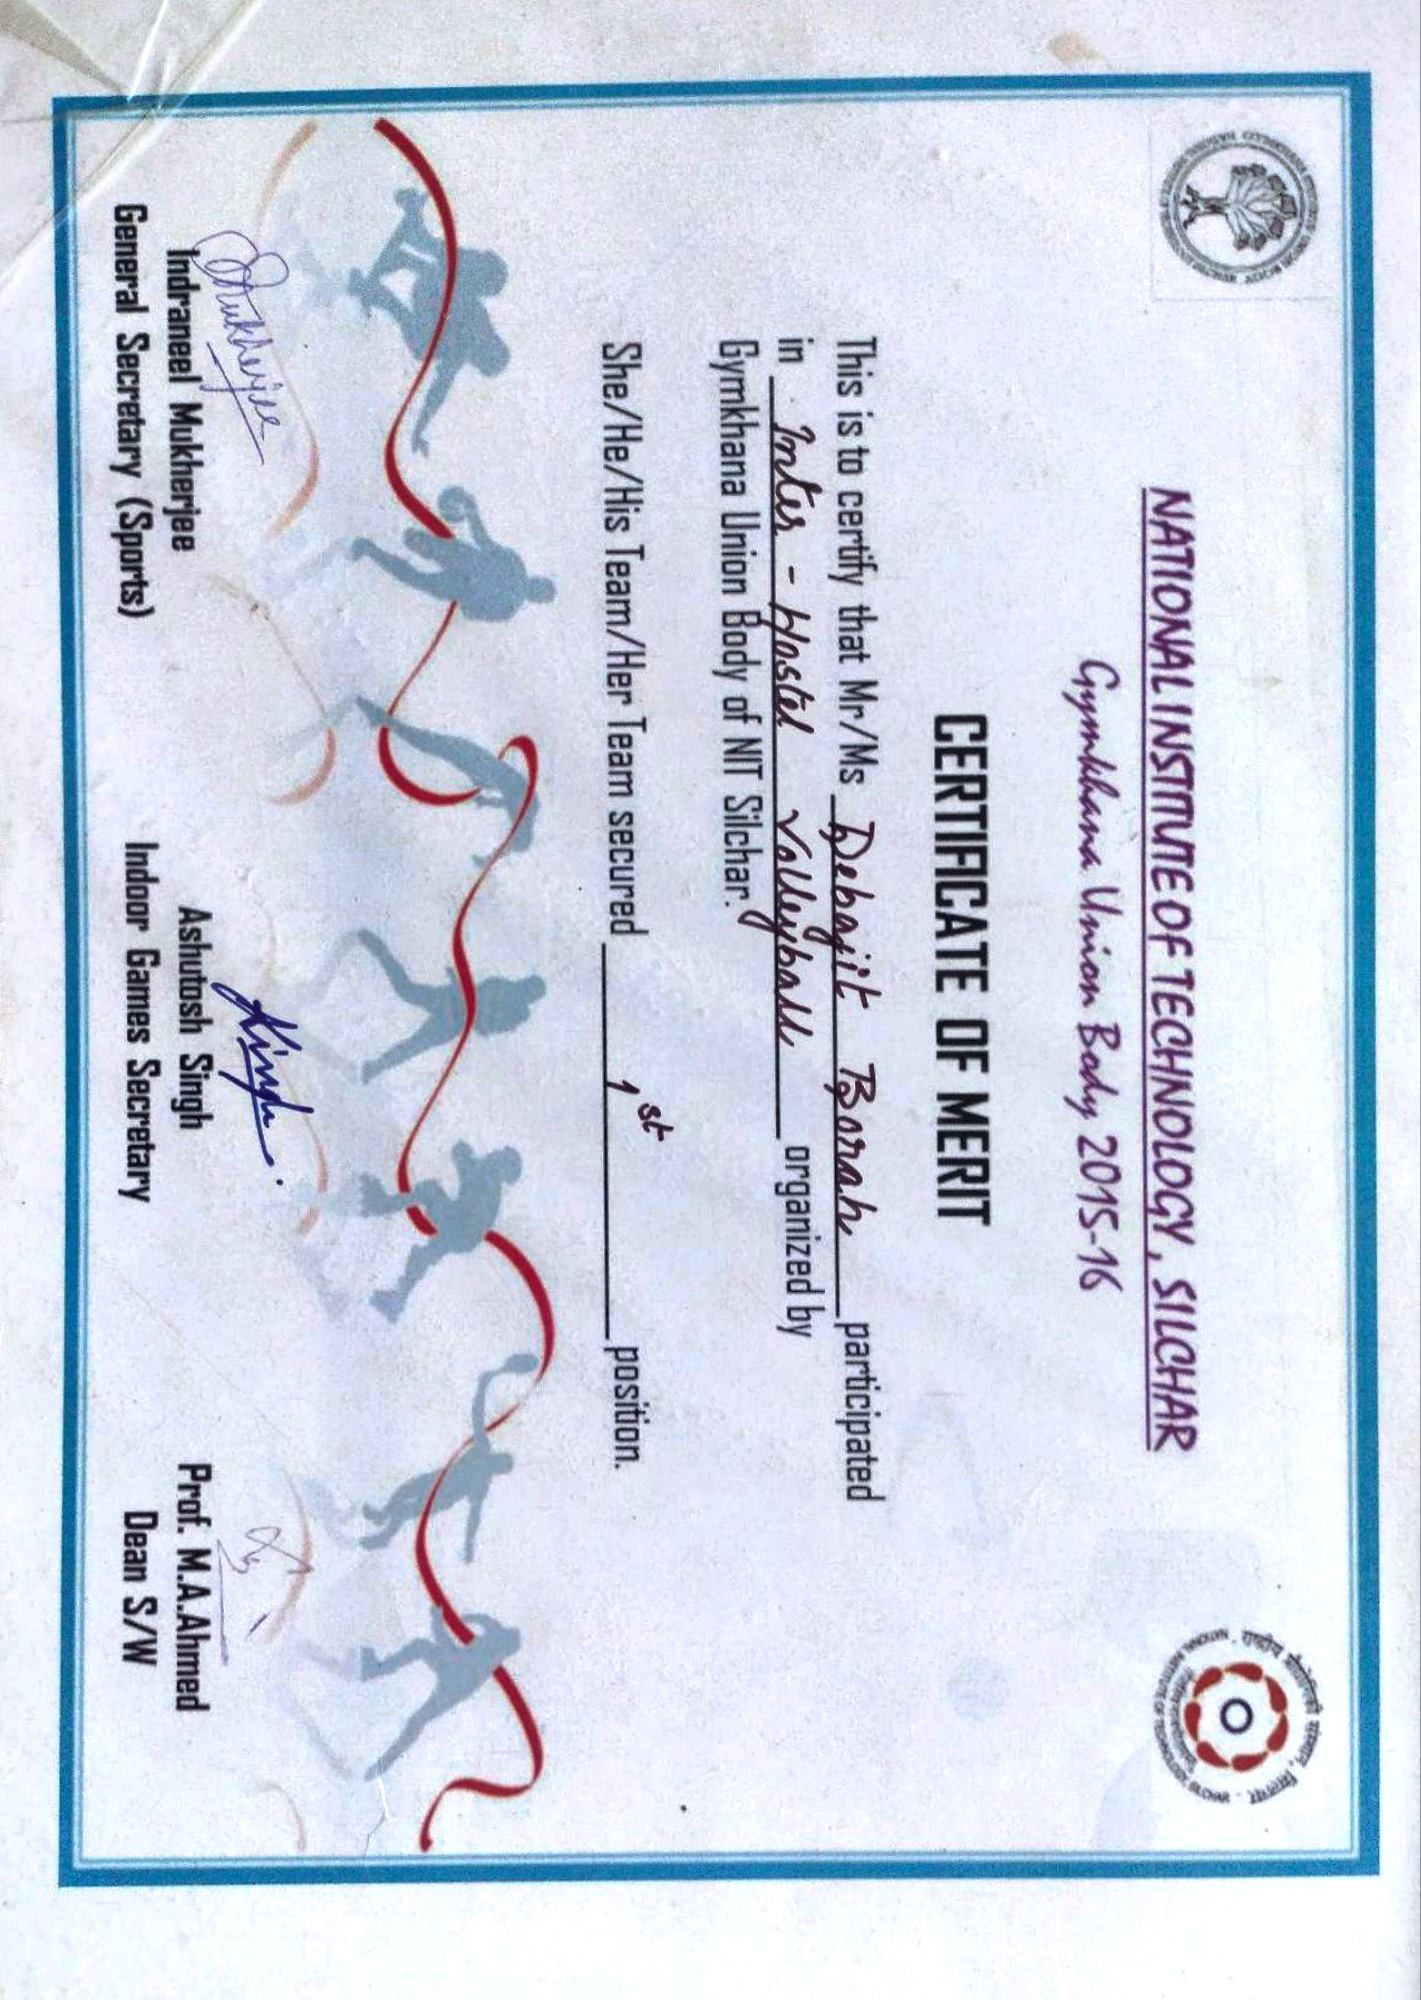 NATIONAL INSTITUTE OF TECHNOLOGY, SILCHAR
Gymkhana Union Body 2015-16
CERTIFICATE OF MERIT
This is to certify that Mr/Ms Debajit Borah participated
in Inter - Hostel Volleyball organized by
Gymkhana Union Body of NIT Silchar.
She/He/His Team/Her Team secured 1st position.
Mukherjee
Singh
Indraneel Mukherjee Ashutosh Singh Prof. M.A.Ahmed
General Secretary (Sports) Indoor Games Secretary Dean S/W